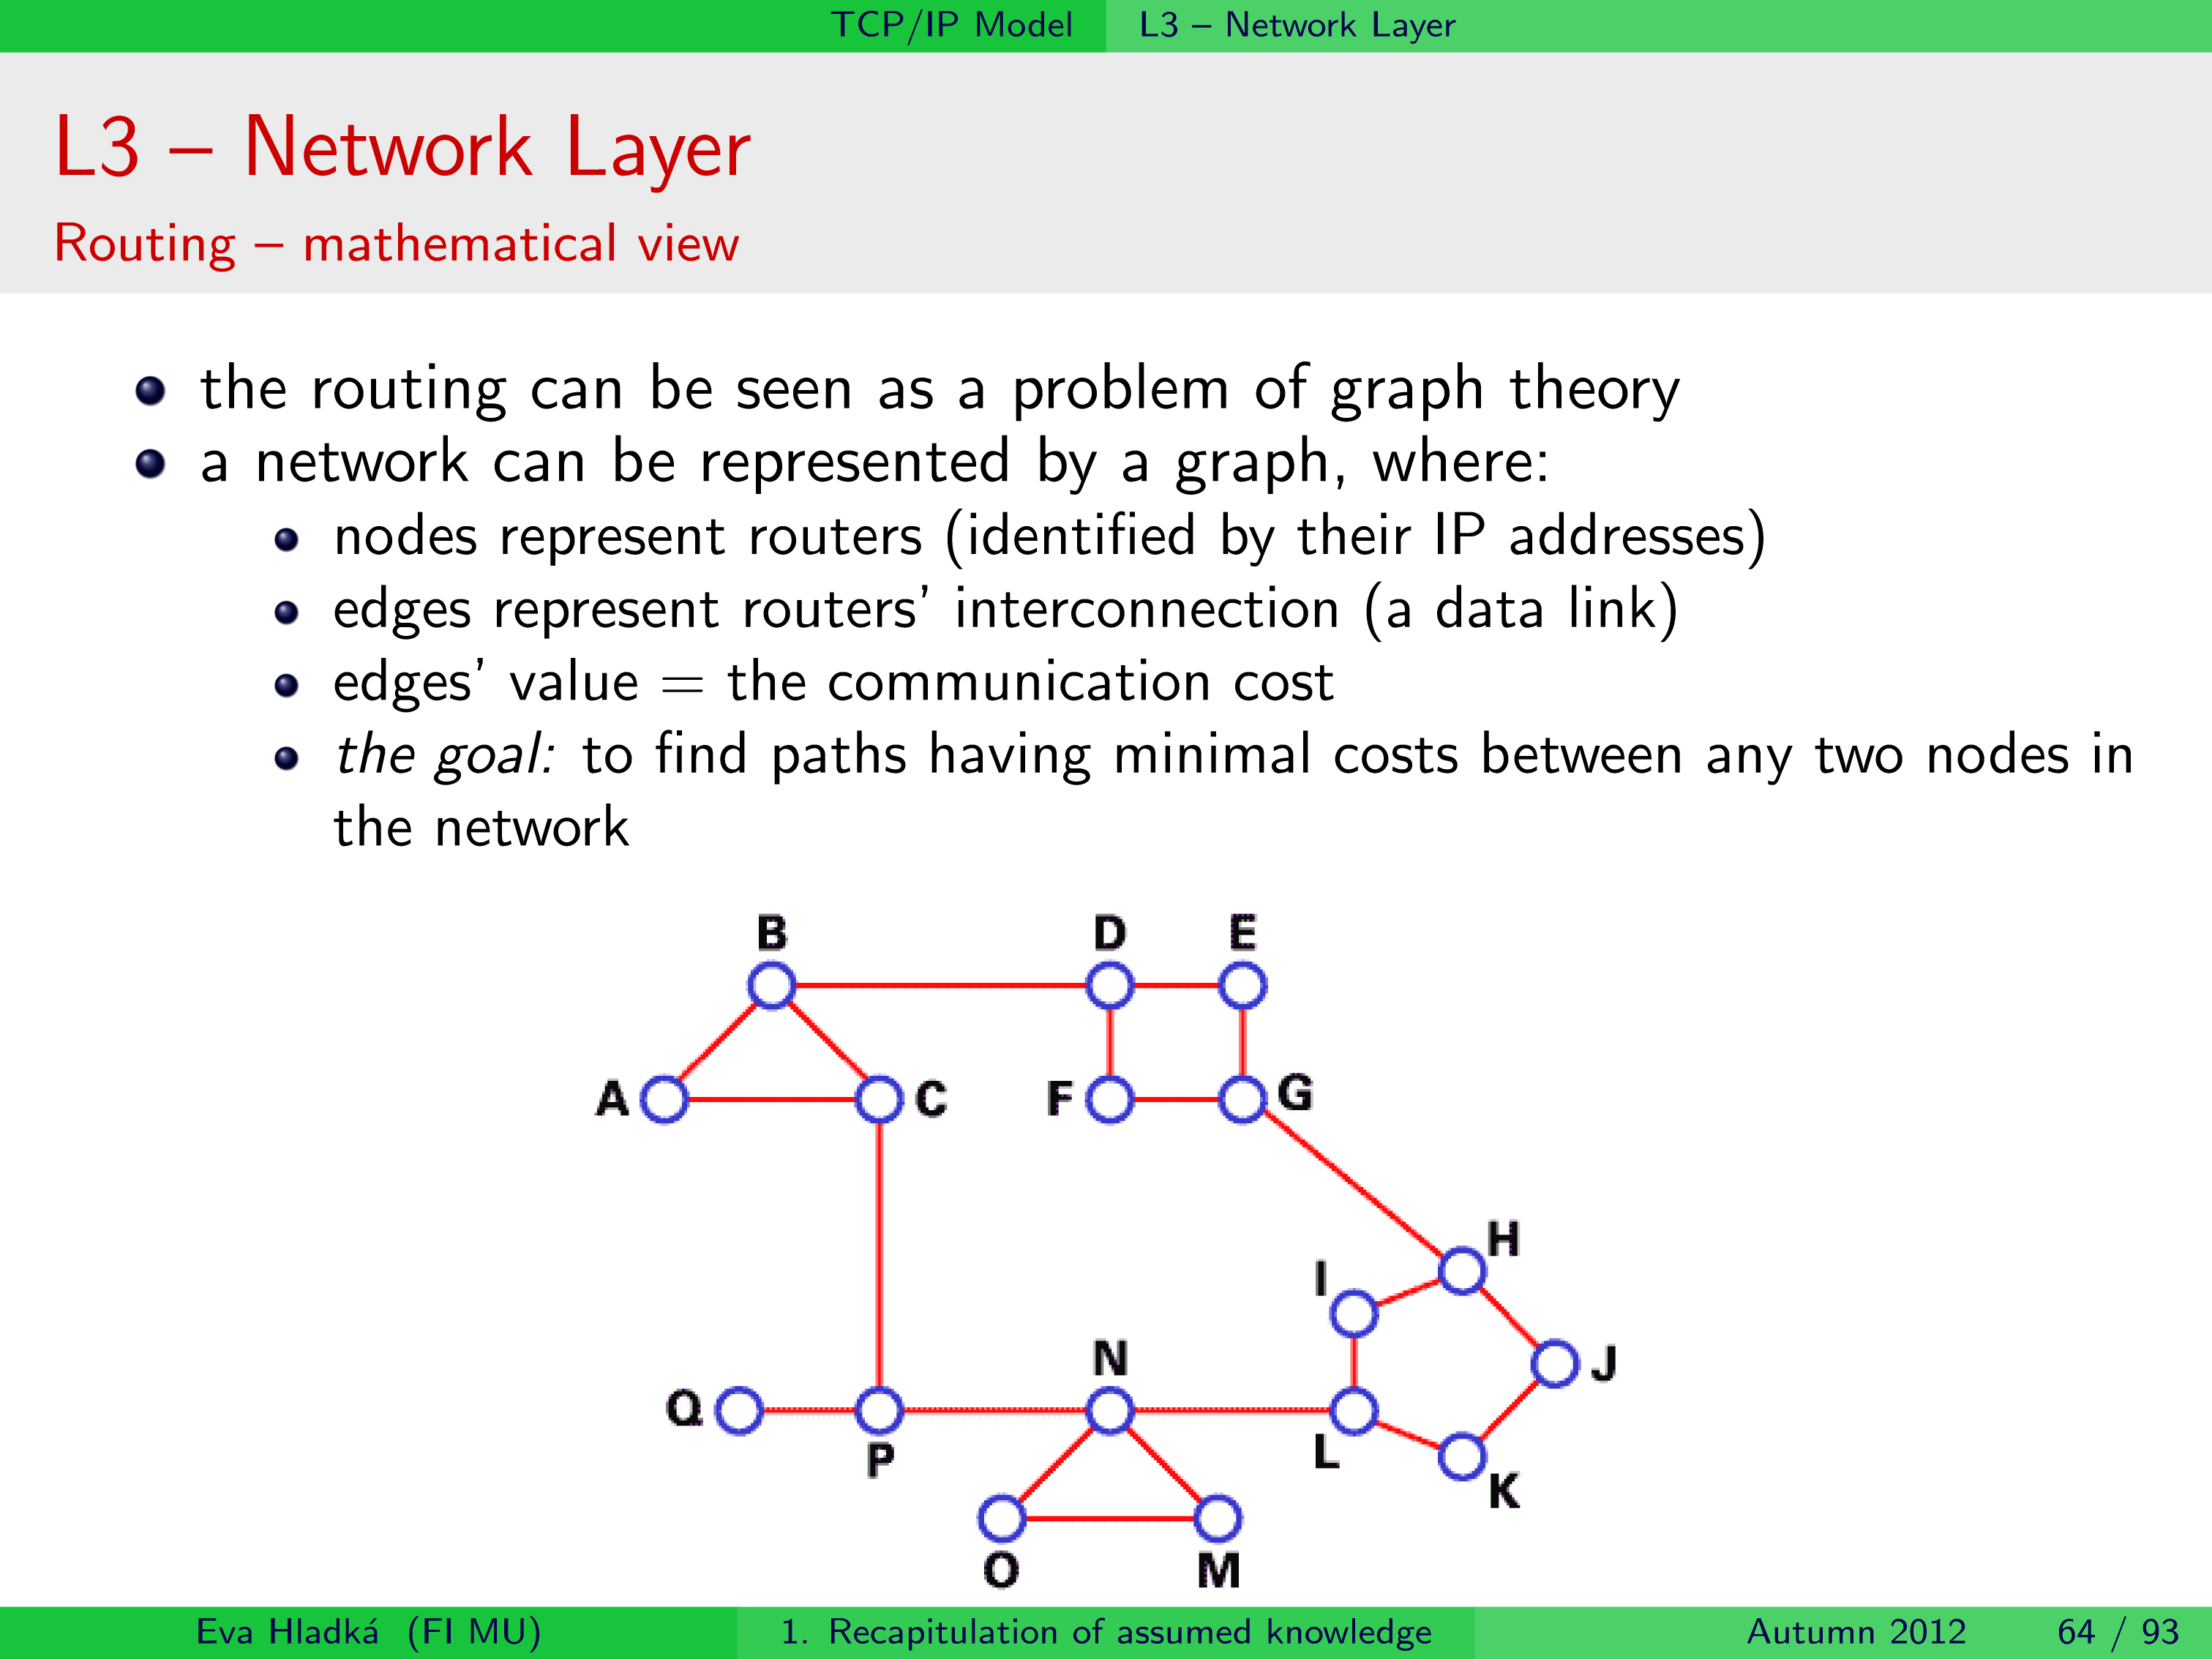 TCP/IP Model L3 – Network Layer
L3 – Network Layer
Routing – mathematical view
the routing can be seen as a problem of graph theory
a network can be represented by a graph, where:
nodes represent routers (identified by their IP addresses)
edges represent routers' interconnection (a data link)
edges' value = the communication cost
the goal: to find paths having minimal costs between any two nodes in
the network
B D E
A C F G
H
I
N J
Q
P L
K
O M
Eva Hladká (FI MU) 1. Recapitulation of assumed knowledge Autumn 2012 64 / 93